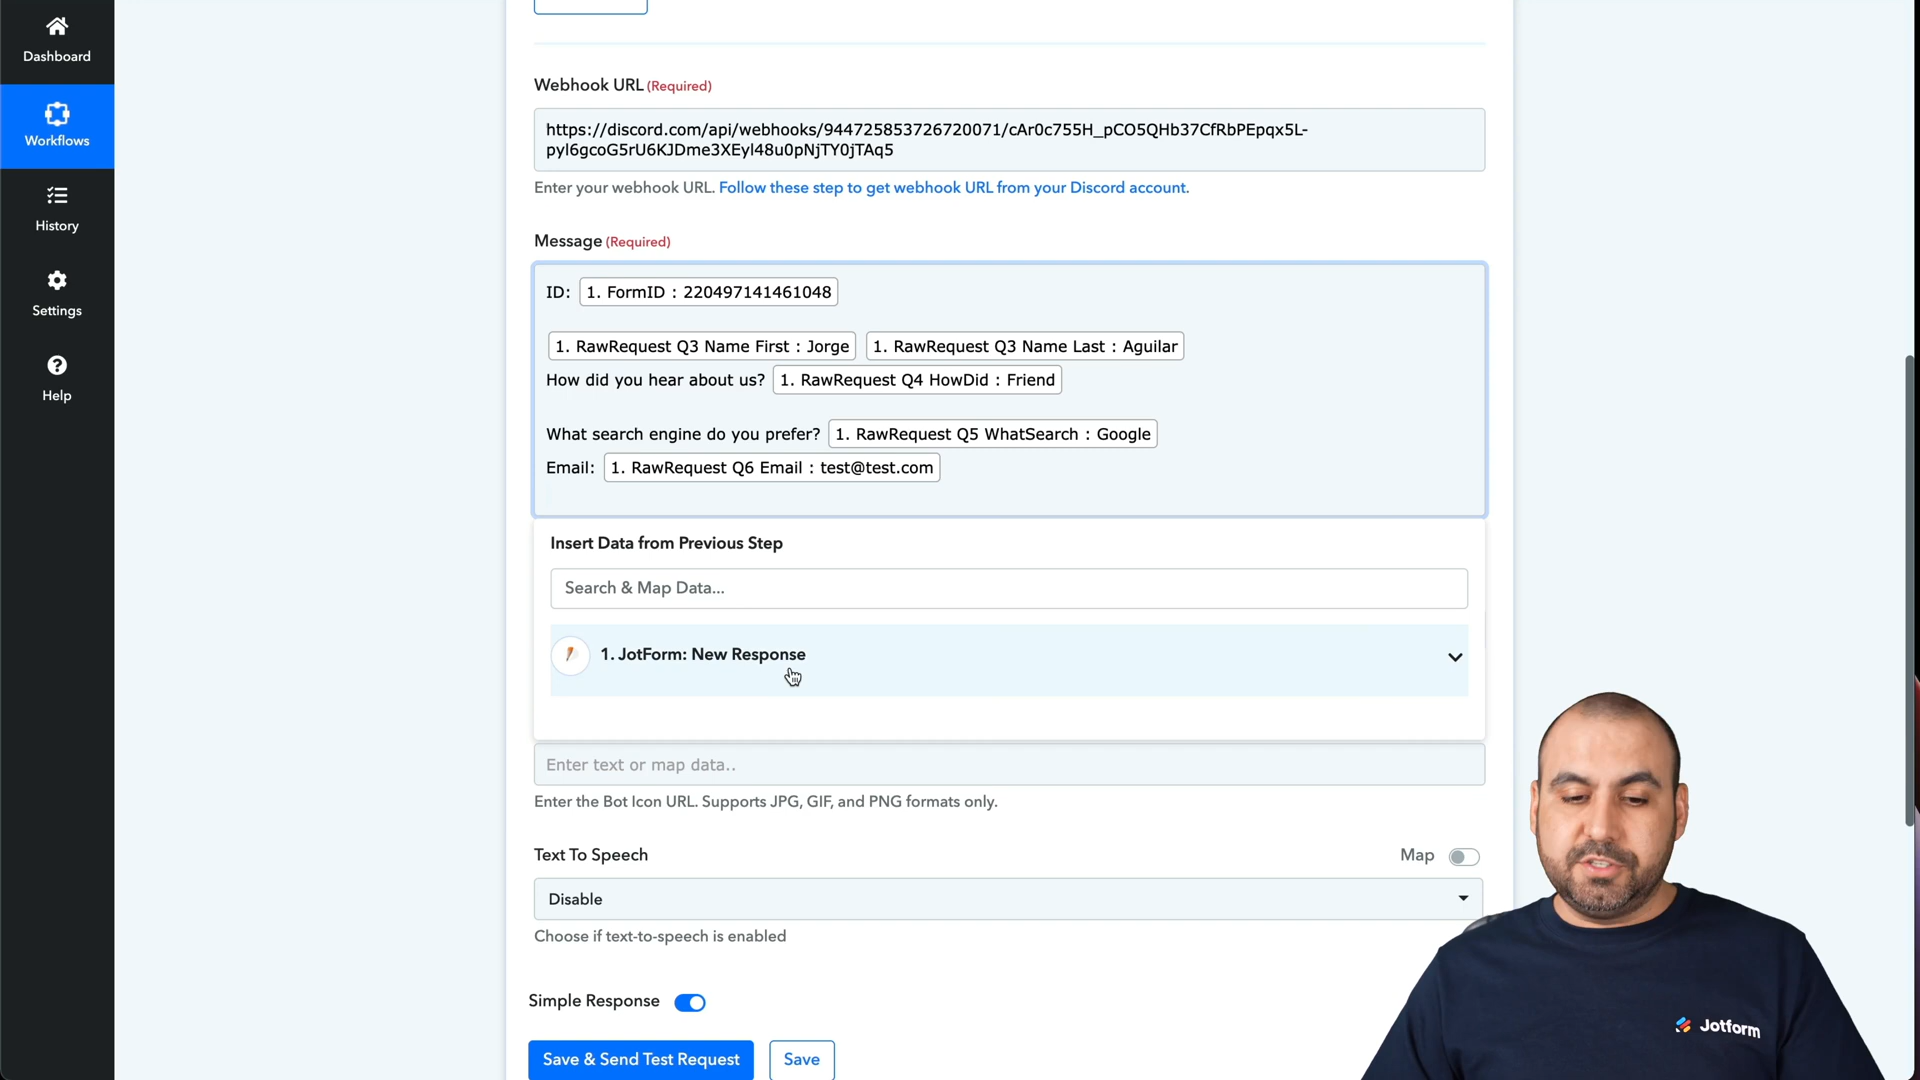 Dashboard
Workflows
History
Settings
Help
Webhook URL (Required)
https://discord.com/api/webhooks/944725853726720071/cAr0c755H_pCO5QHb37CfRbPEpqx5L-
pyl6gcoG5rU6KJDme3XEyl48u0pNjTY0jTAq5
Enter your webhook URL. Follow these step to get webhook URL from your Discord account.
Message (Required)
ID: 1. FormID : 220497141461048
1. RawRequest Q3 Name First : Jorge 1. RawRequest Q3 Name Last : Aguilar
How did you hear about us? 1. RawRequest Q4 HowDid : Friend
What search engine do you prefer? 1. RawRequest Q5 WhatSearch : Google
Email: 1. RawRequest Q6 Email : test@test.com
Insert Data from Previous Step
Search & Map Data...
1. JotForm: New Response
Enter text or map data..
Enter the Bot Icon URL. Supports JPG, GIF, and PNG formats only.
Text To Speech Map
Disable
Choose if text-to-speech is enabled
Simple Response
Save & Send Test Request Save
Jotform